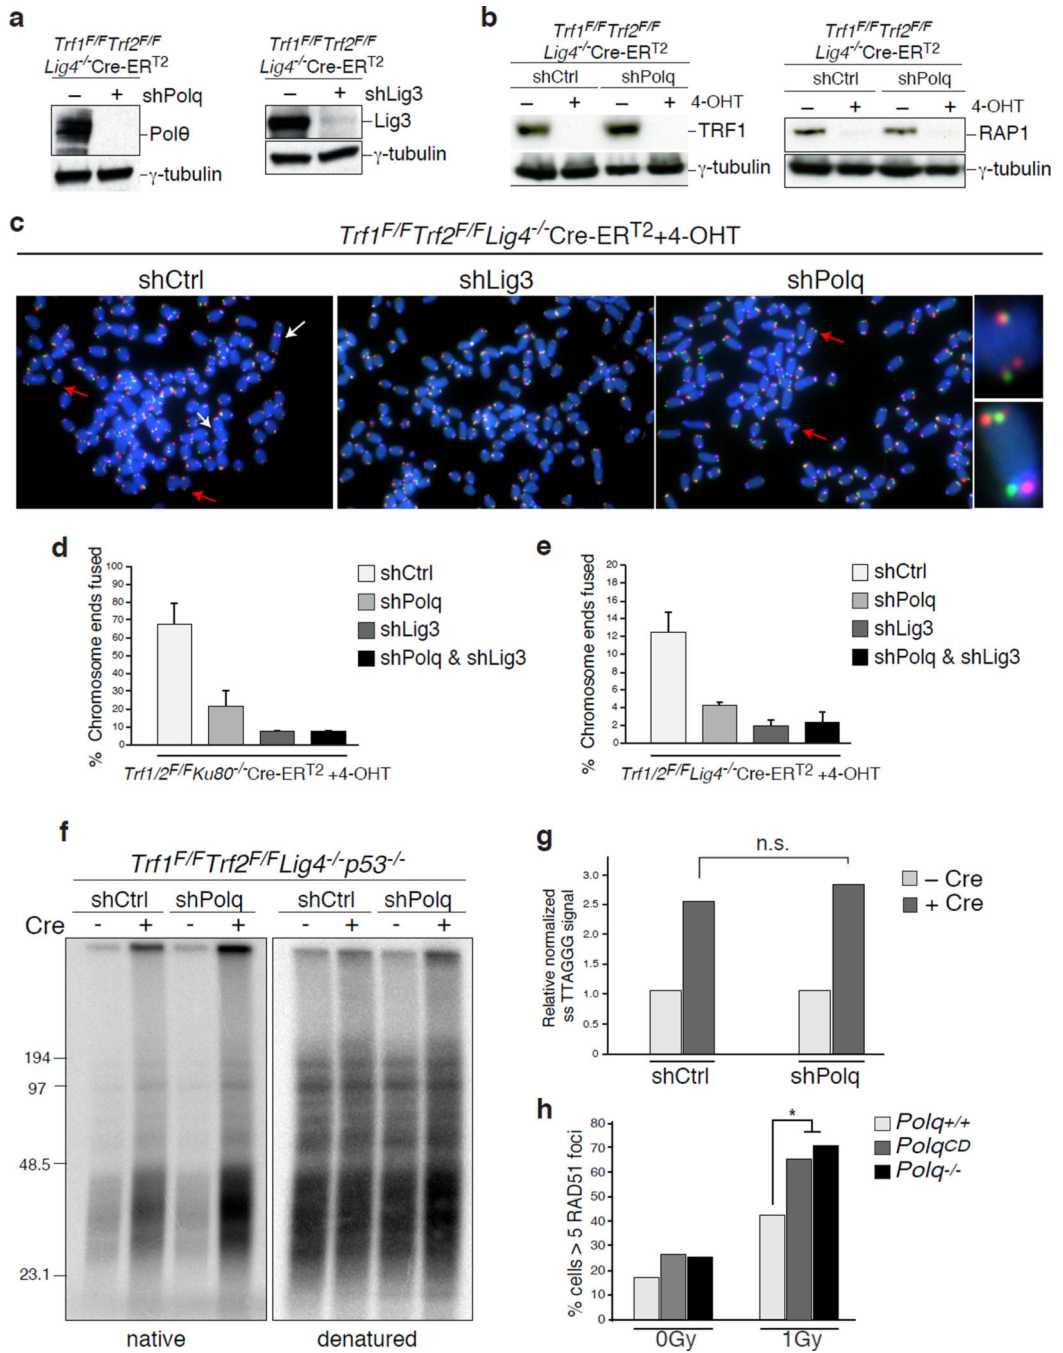 a
Trf1F/FTrf2F/F
Lig4-/-Cre-ERT2
– + shPolq
Polθ
γ-tubulin
Trf1F/FTrf2F/F
Lig4-/-Cre-ERT2
– + shLig3
Lig3
γ-tubulin
b
Trf1F/FTrf2F/F
Lig4-/-Cre-ERT2
shCtrl shPolq
– + – + 4-OHT
TRF1
γ-tubulin
Trf1F/FTrf2F/F
Lig4-/-Cre-ERT2
shCtrl shPolq
– + – + 4-OHT
RAP1
γ-tubulin
c
Trf1F/FTrf2F/FLig4-/-Cre-ERT2+4-OHT
shCtrl shLig3 shPolq
d
% Chromosome ends fused
100
90
80
70
60
50
40
30
20
10
0
shCtrl
shPolq
shLig3
shPolq & shLig3
Trf1/2F/FKu80-/-Cre-ERT2 +4-OHT
e
% Chromosome ends fused
20
18
16
14
12
10
8
6
4
2
0
shCtrl
shPolq
shLig3
shPolq & shLig3
Trf1/2F/FLig4-/-Cre-ERT2 +4-OHT
f
Trf1F/FTrf2F/FLig4-/-p53-/-
shCtrl shPolq shCtrl shPolq
Cre - + - + - + - +
194
97
48.5
23.1
native denatured
g
n.s.
Relative normalized
ss TTAGGG signal
3.0
2.5
2.0
1.5
1.0
0.5
0
– Cre
+ Cre
shCtrl shPolq
h
% cells > 5 RAD51 foci
80
70
60
50
40
30
20
10
0
*
Polq+/+
PolqCD
Polq-/-
0Gy 1Gy